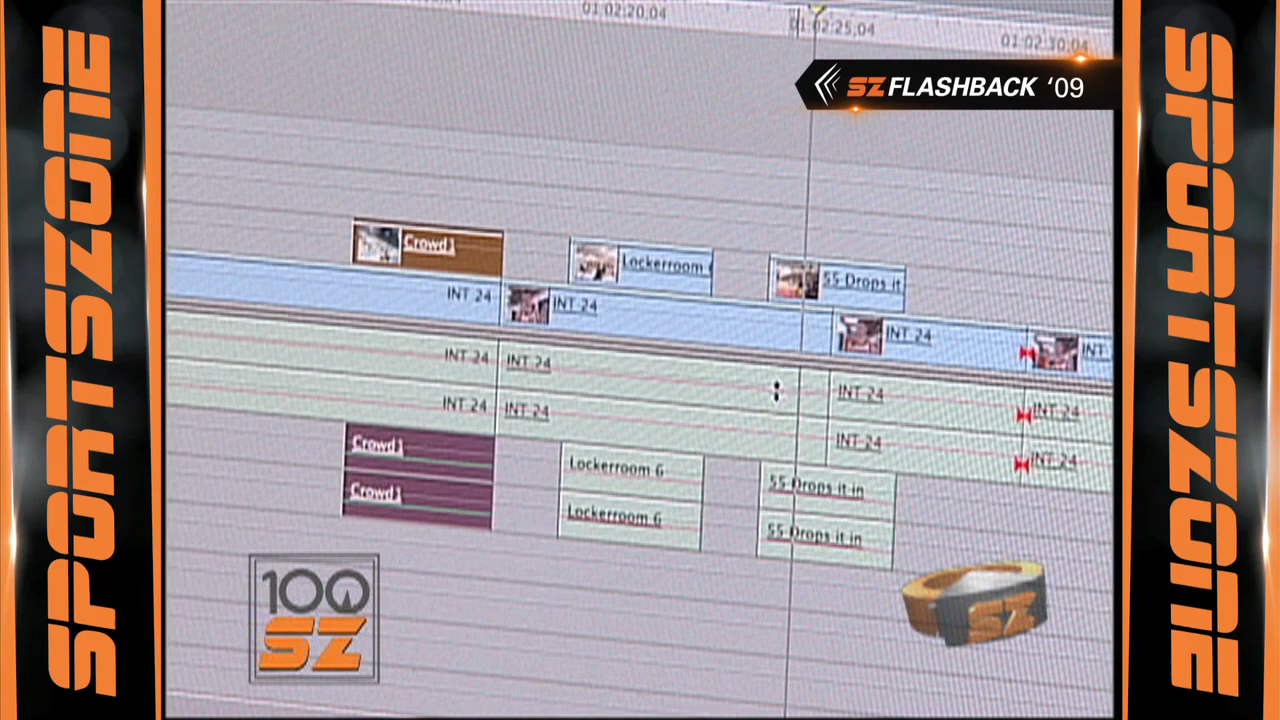 SPORTSZONE
01:02:20;04
01:02:25;04
01:02:30;04
SZ FLASHBACK ‘09
Crowd1
Lockerroom
55 Drops it
INT 24
INT 24
INT 24
INT
INT 24
INT 24
INT 24
INT 24
INT 24
INT 24
INT 24
INT 24
Crowd1
Crowd1
Lockerroom G
Lockerroom G
55 Drops it in
55 Drops it in
100
SZ
SZ
SPORTSZONE